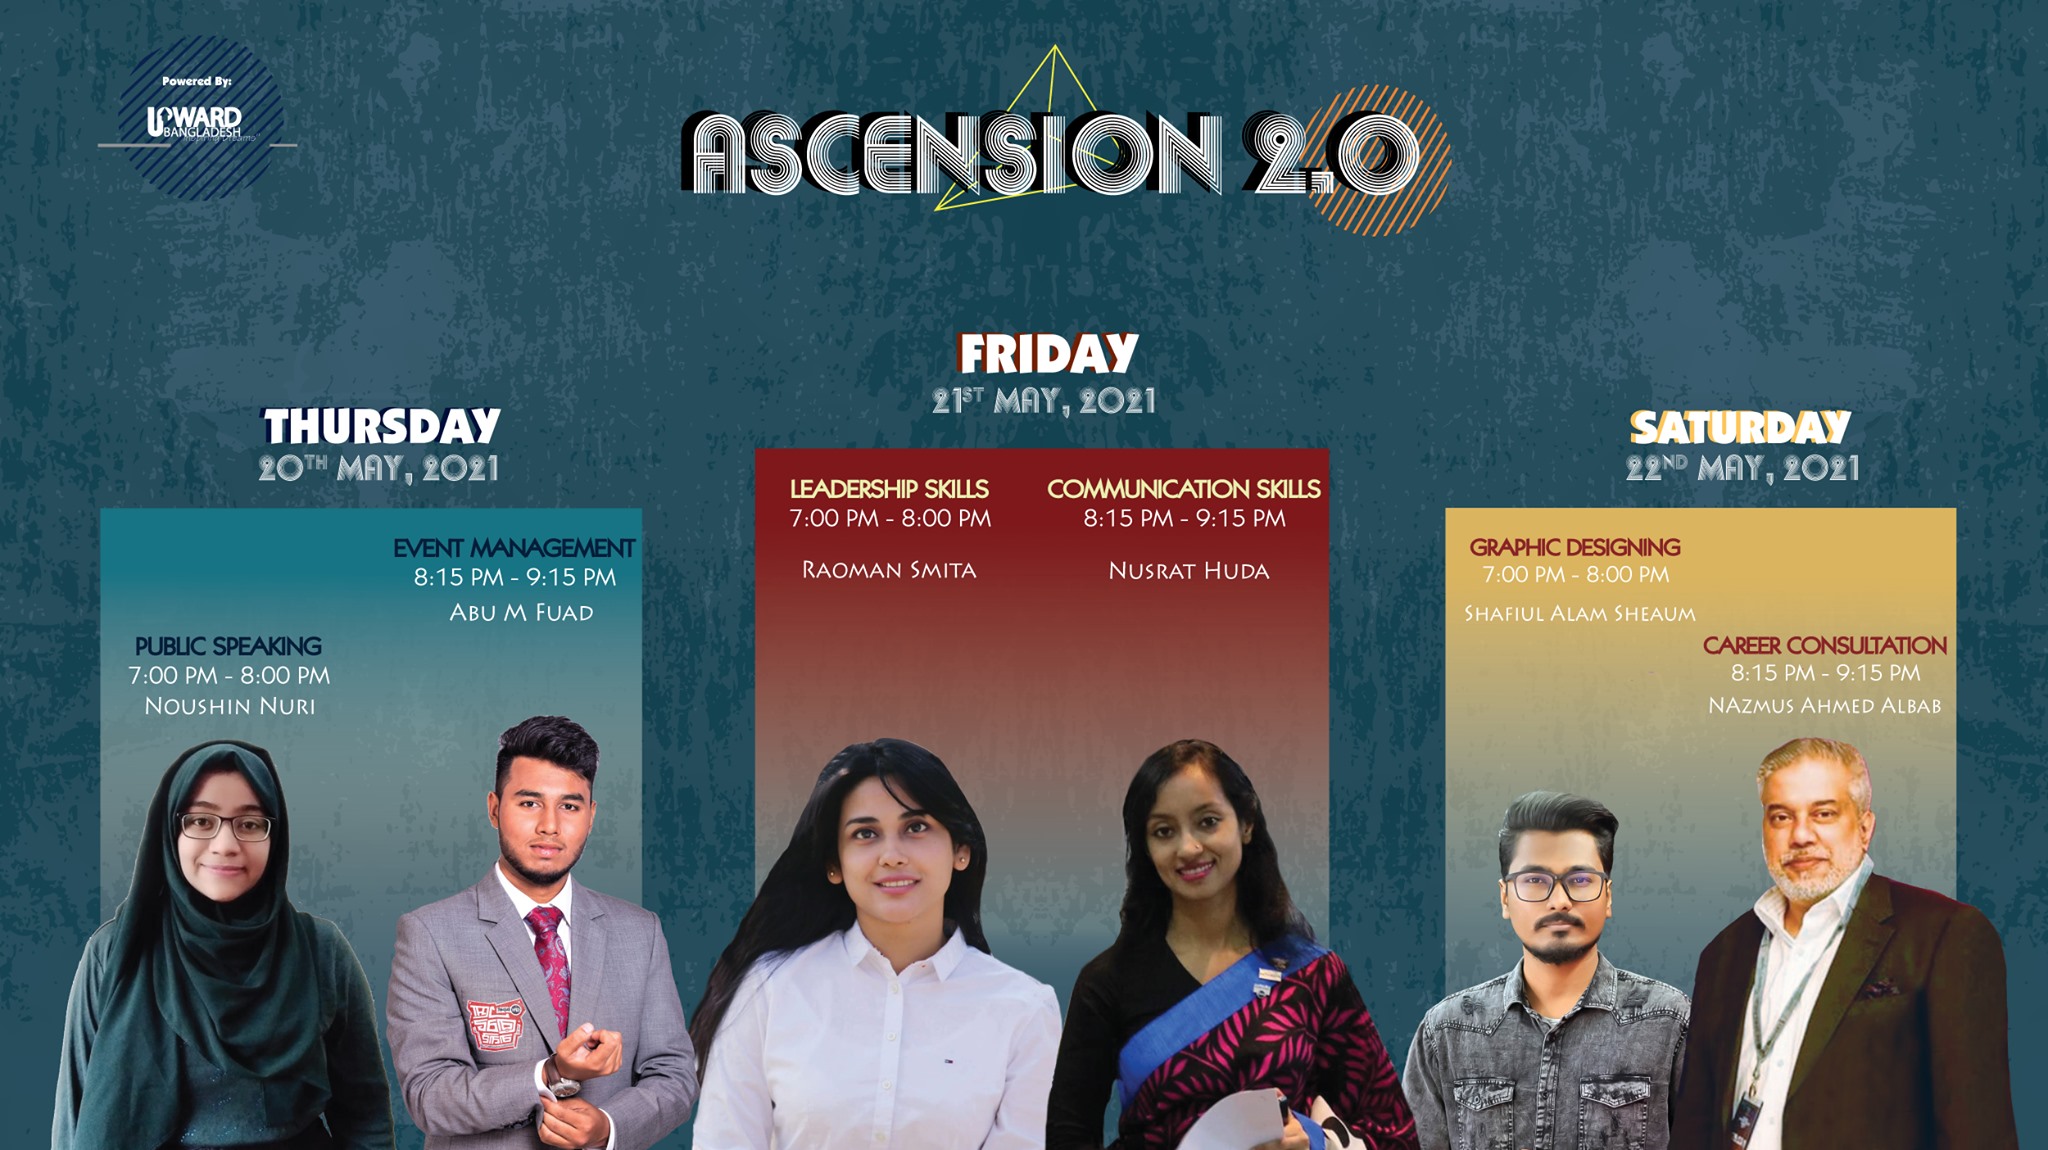 Powered By:
UPWARD
BANGLADESH
"Inspiring Dreams"
ASCENSION 2.0
THURSDAY
20TH MAY, 2021
PUBLIC SPEAKING
7:00 PM - 8:00 PM
NOUSHIN NURI
EVENT MANAGEMENT
8:15 PM - 9:15 PM
ABU M FUAD
FRIDAY
21ST MAY, 2021
LEADERSHIP SKILLS
7:00 PM - 8:00 PM
RAOMAN SMITA
COMMUNICATION SKILLS
8:15 PM - 9:15 PM
NUSRAT HUDA
SATURDAY
22ND MAY, 2021
GRAPHIC DESIGNING
7:00 PM - 8:00 PM
SHAFIUL ALAM SHEAUM
CAREER CONSULTATION
8:15 PM - 9:15 PM
NAZMUS AHMED ALBAB